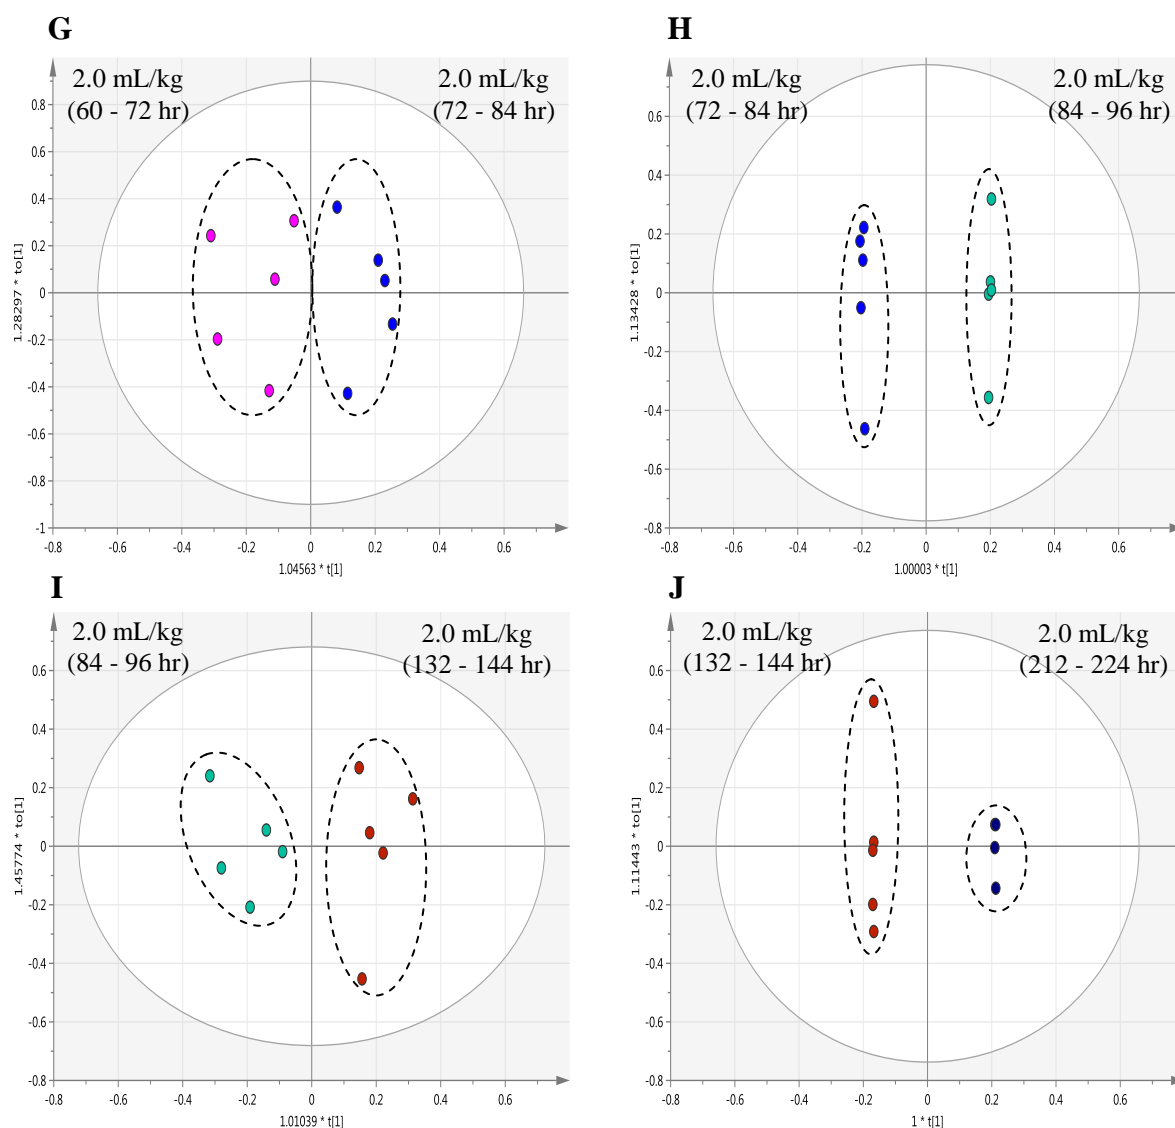 G
2.0 mL/kg
(60 - 72 hr)
2.0 mL/kg
(72 - 84 hr)
0.8
0.6
0.4
0.2
0
-0.2
-0.4
-0.6
-0.8
-1
1.28297 * to[1]
-0.8 -0.6 -0.4 -0.2 0 0.2 0.4 0.6
1.04563 * t[1]
H
2.0 mL/kg
(72 - 84 hr)
2.0 mL/kg
(84 - 96 hr)
0.6
0.4
0.2
0
-0.2
-0.4
-0.6
-0.8
1.13428 * to[1]
-0.8 -0.6 -0.4 -0.2 0 0.2 0.4 0.6
1.00003 * t[1]
I
2.0 mL/kg
(84 - 96 hr)
2.0 mL/kg
(132 - 144 hr)
0.6
0.4
0.2
0
-0.2
-0.4
-0.6
-0.8
1.45774 * to[1]
-0.8 -0.6 -0.4 -0.2 0 0.2 0.4 0.6
1.01039 * t[1]
J
2.0 mL/kg
(132 - 144 hr)
2.0 mL/kg
(212 - 224 hr)
0.6
0.4
0.2
0
-0.2
-0.4
-0.6
-0.8
1.11443 * to[1]
-0.8 -0.6 -0.4 -0.2 0 0.2 0.4 0.6
1 * t[1]